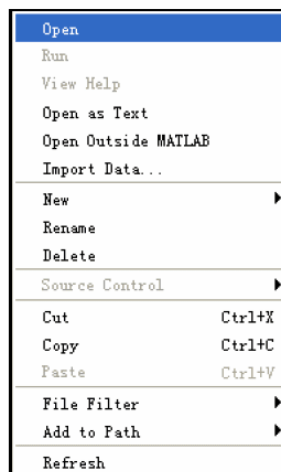 Open
Run
View Help
Open as Text
Open Outside MATLAB
Import Data...
New
Rename
Delete
Source Control
Cut Ctrl+X
Copy Ctrl+C
Paste Ctrl+V
File Filter
Add to Path
Refresh